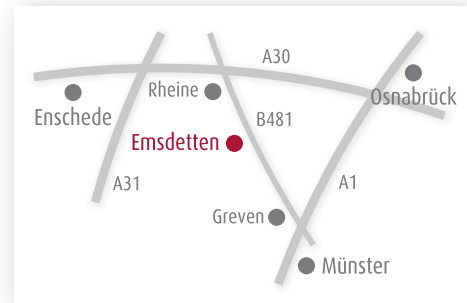 A30
Rheine
Osnabrück
Enschede
B481
Emsdetten
A31
A1
Greven
Münster